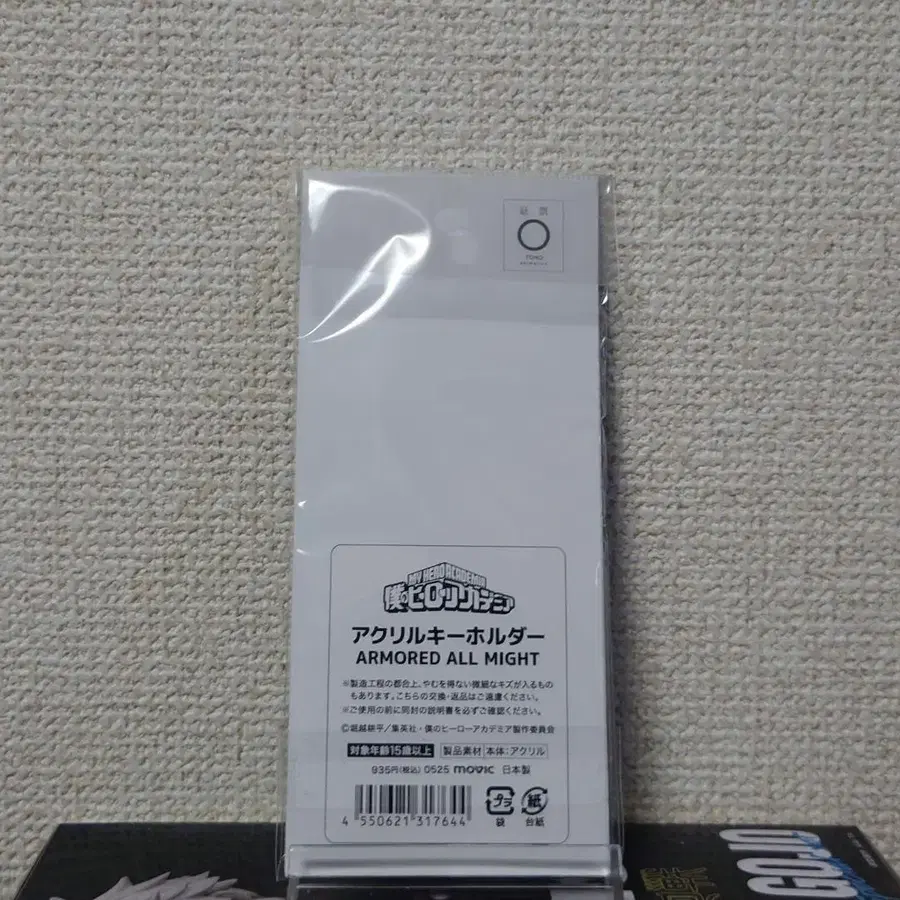 TOHO
MY HERO ACADEMIA
僕のヒーローアカデミア
アクリルキーホルダー
ARMORED ALL MIGHT
※製造工程の都合上、やむを得ない微細なキズが入るもの
もあります。こちらの交換・返品はご遠慮ください。
※ご使用の前に同封の説明書を必ずご確認ください。
©堀越耕平／集英社・僕のヒーローアカデミア製作委員会
対象年齢15歳以上 製品素材 本体：アクリル
935円(税込) 0525 movic 日本製
4 550621 317644
プラ 紙
袋 台紙
GOJO